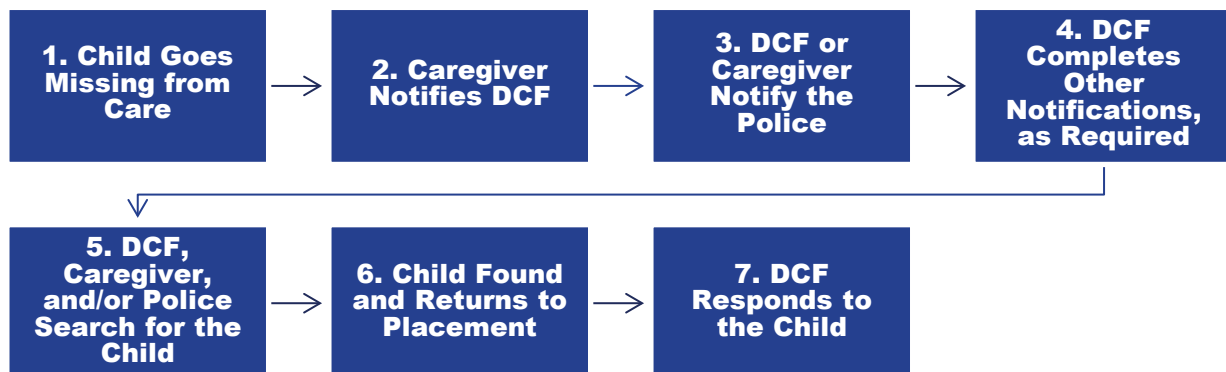 1. Child Goes
Missing from
Care
2. Caregiver
Notifies DCF
3. DCF or
Caregiver
Notify the
Police
4. DCF
Completes
Other
Notifications,
as Required
5. DCF,
Caregiver,
and/or Police
Search for the
Child
6. Child Found
and Returns to
Placement
7. DCF
Responds to
the Child